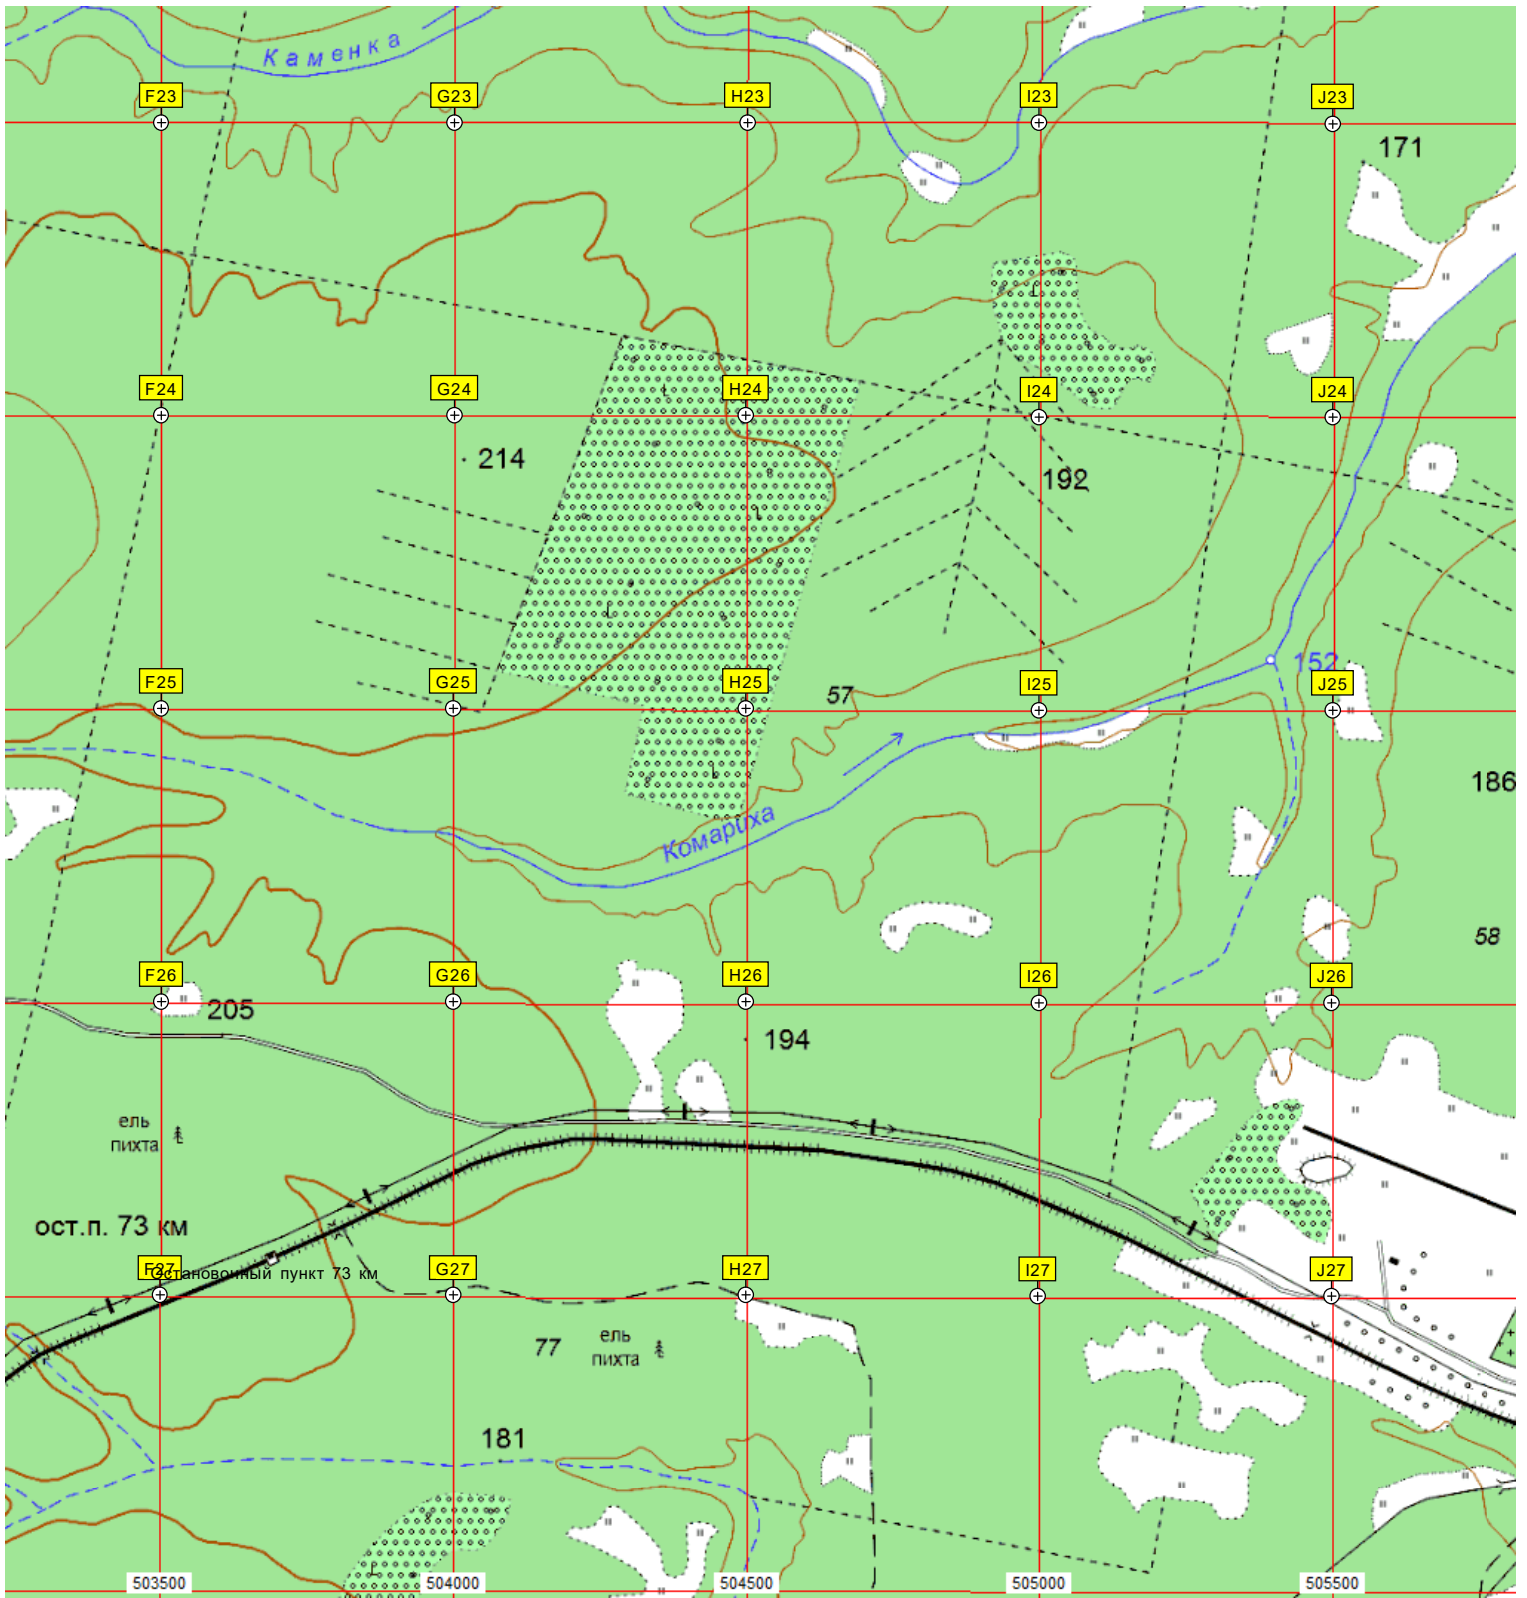 Каменка
F23 G23 H23 I23 J23
171
F24 G24 H24 I24 J24
214
192
152
F25 G25 H25 I25 J25
57
186
Комариха
58
F26 G26 H26 I26 J26
205
194
ель
пихта
ост.п. 73 км
F27 G27 H27 I27 J27
Остановочный пункт 73 км
77
ель
пихта
181
503500 504000 504500 505000 505500